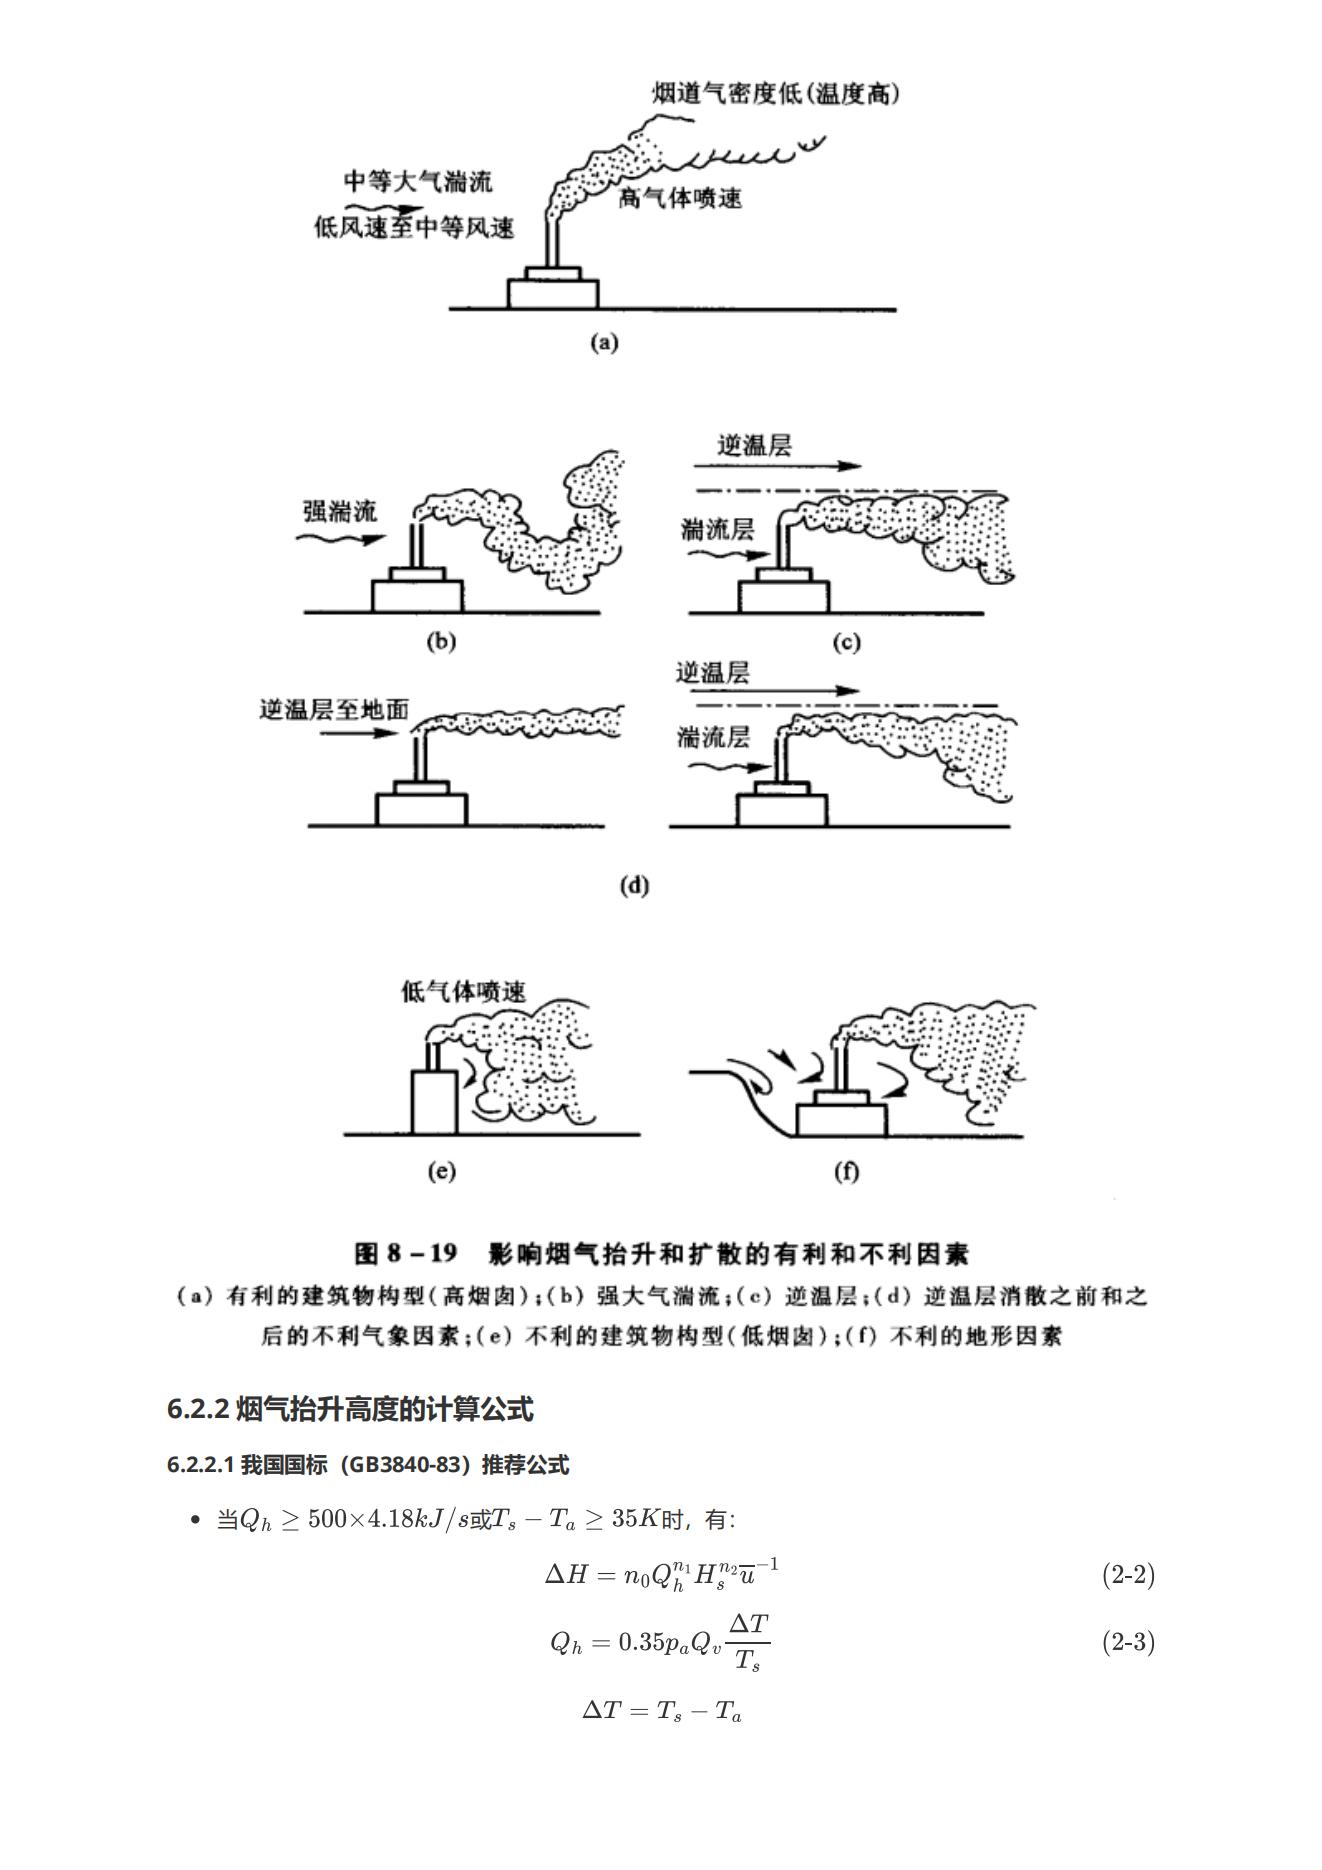 烟道气密度低(温度高)
中等大气湍流
高气体喷速
低风速至中等风速
(a)
逆温层
强湍流
湍流层
(b)
(c)
逆温层
逆温层至地面
湍流层
(d)
低气体喷速
(e)
(f)
图 8-19 影响烟气抬升和扩散的有利和不利因素
(a) 有利的建筑物构型(高烟囱);(b) 强大气湍流;(c) 逆温层;(d) 逆温层消散之前和之
后的不利气象因素;(e) 不利的建筑物构型(低烟囱);(f) 不利的地形因素
6.2.2 烟气抬升高度的计算公式
6.2.2.1 我国国标（GB3840-83）推荐公式
• 当$Q_h \geq 500 \times 4.18kJ/s$或$T_s - T_a \geq 35K$时，有：
$\Delta H = n_0 Q_h^{n_1} H_s^{n_2} \overline{u}^{-1}$ (2-2)
$Q_h = 0.35 p_a Q_v \frac{\Delta T}{T_s}$ (2-3)
$\Delta T = T_s - T_a$